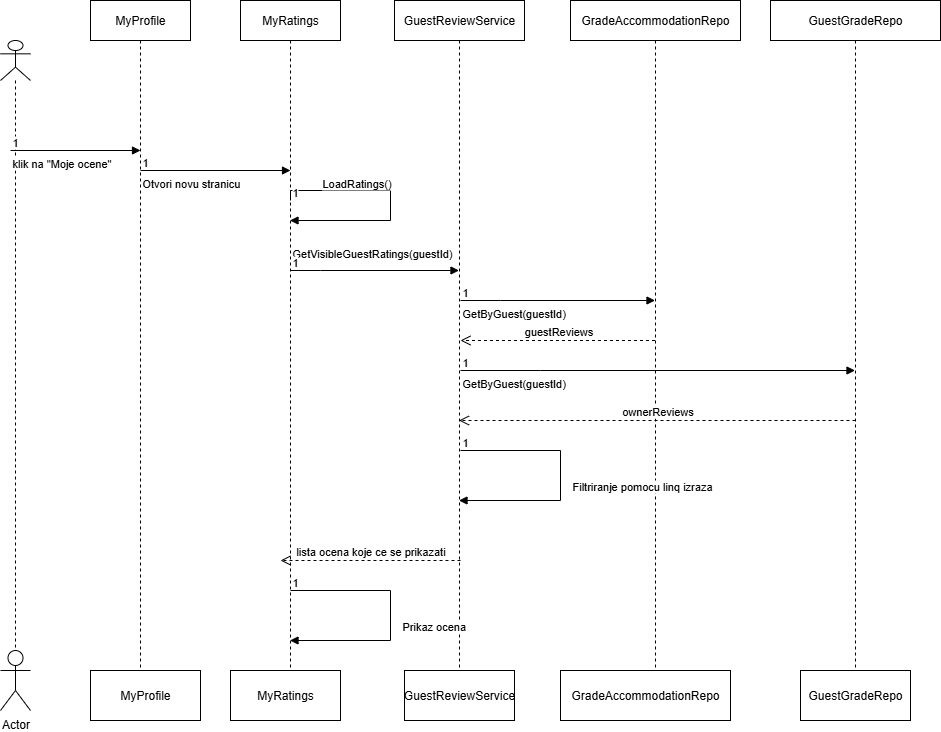 MyProfile
MyRatings
GuestReviewService
GradeAccommodationRepo
GuestGradeRepo
1
klik na "Moje ocene"
1
Otvori novu stranicu
LoadRatings()
1
GetVisibleGuestRatings(guestId)
1
1
GetByGuest(guestId)
guestReviews
1
GetByGuest(guestId)
ownerReviews
1
Filtriranje pomocu linq izraza
lista ocena koje ce se prikazati
1
Prikaz ocena
MyProfile
MyRatings
GuestReviewService
GradeAccommodationRepo
GuestGradeRepo
Actor